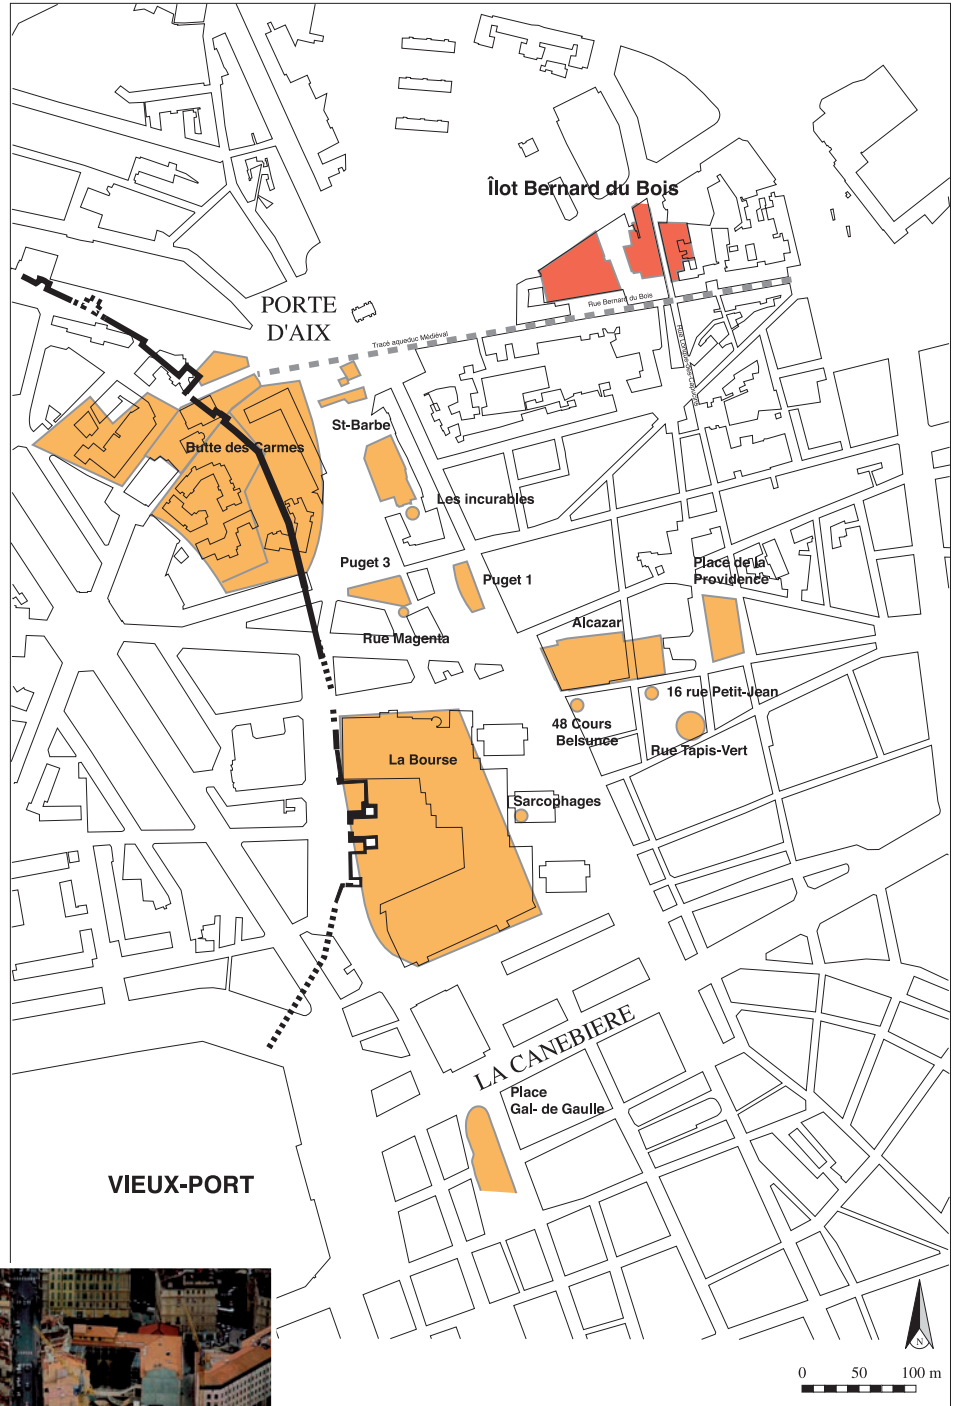 Îlot Bernard du Bois
Rue Bernard du Bois
PORTE
D'AIX
Tracé aqueduc Médiéval
St-Barbe
Butte des Carmes
Les incurables
Puget 3
Puget 1
Place de la
Providence
Rue Magenta
Alcazar
16 rue Petit-Jean
48 Cours
Belsunce
Rue Tapis-Vert
La Bourse
Sarcophages
LA CANEBIERE
Place
Gal- de Gaulle
VIEUX-PORT
N
0 50 100 m